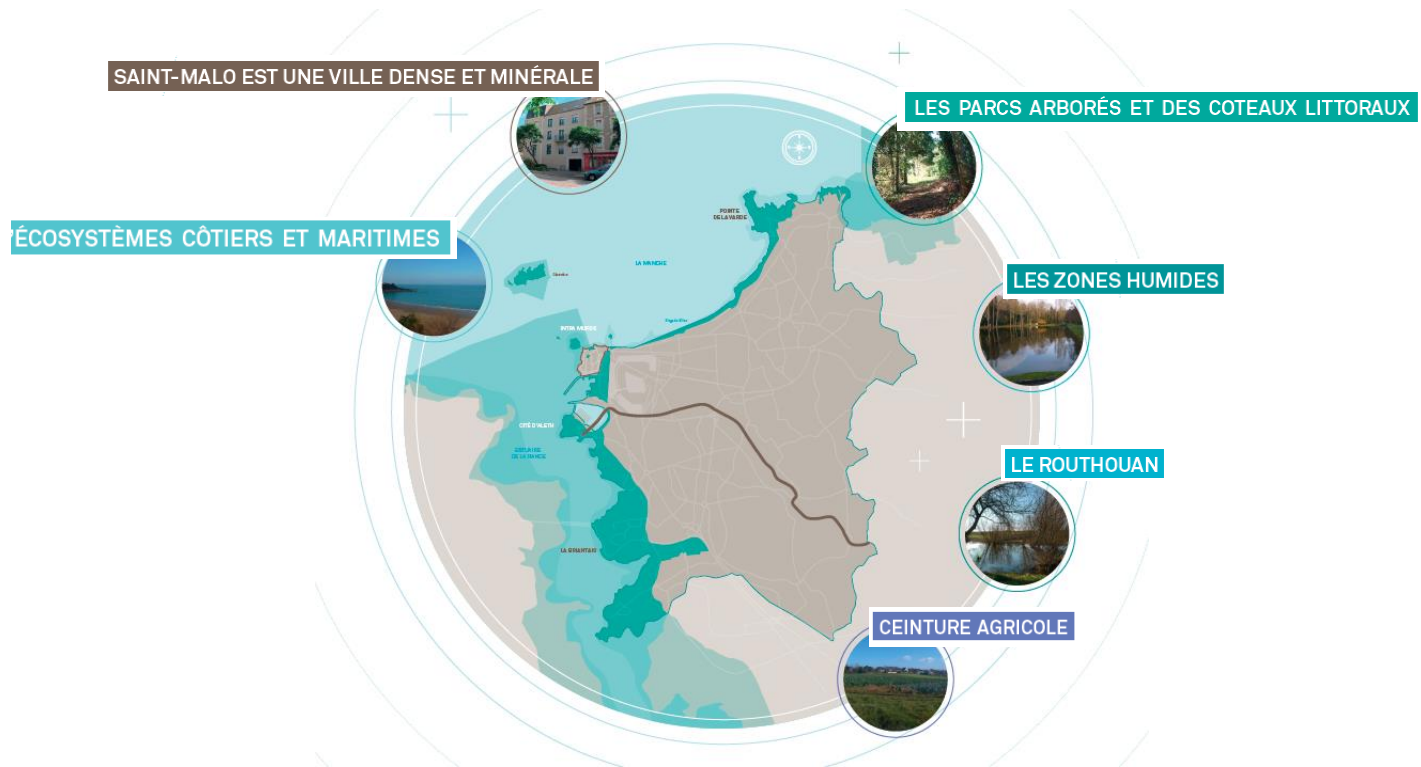 SAINT-MALO EST UNE VILLE DENSE ET MINÉRALE
LES PARCS ARBORÉS ET DES COTEAUX LITTORAUX
'ÉCOSYSTÈMES CÔTIERS ET MARITIMES
POINTE
DE LA VARDE
LA MANCHE
LES ZONES HUMIDES
INTRA MUROS
CITÉ D'ALETH
ESTUAIRE
DE LA RANCE
LE ROUTHOUAN
LA BRIANTAIS
CEINTURE AGRICOLE